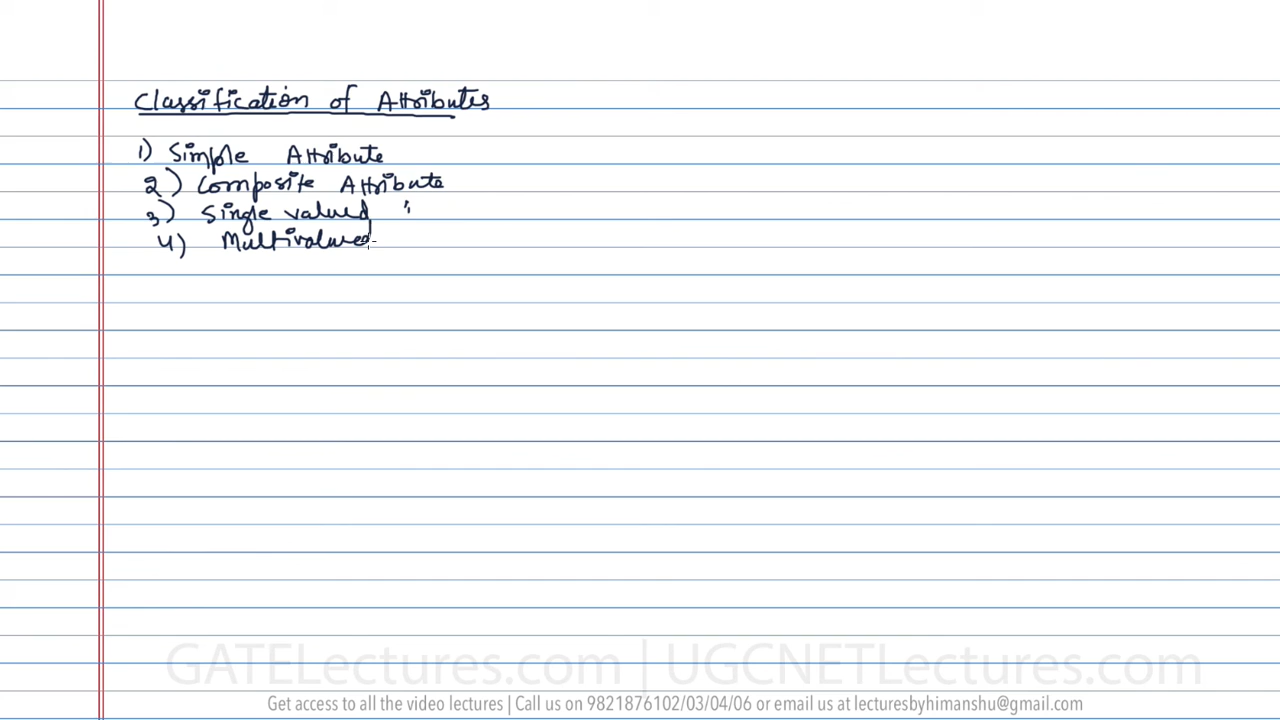 Classification of Attributes
1) Simple Attribute
2) Composite Attribute
3) Single valued "
4) Multivalued
GATELectures.com | UGCNETLectures.com
Get access to all the video lectures | Call us on 9821876102/03/04/06 or email us at lecturesbyhimanshu@gmail.com